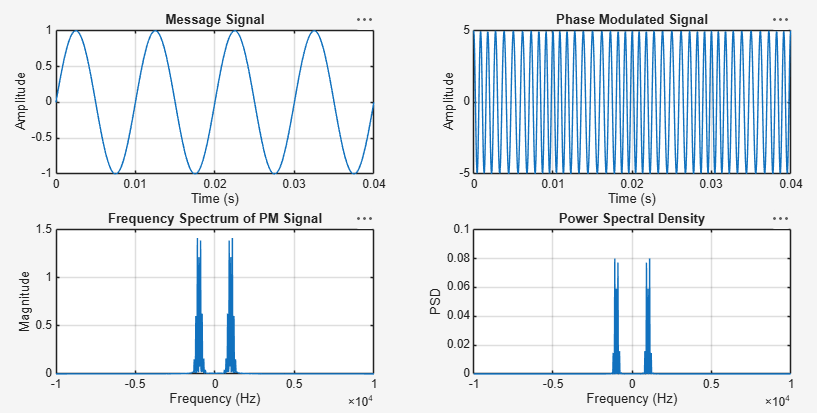 Message Signal
1
0.5
0
-0.5
-1
Amplitude
0 0.01 0.02 0.03 0.04
Time (s)
Phase Modulated Signal
5
0
-5
Amplitude
0 0.01 0.02 0.03 0.04
Time (s)
Frequency Spectrum of PM Signal
1.5
1
0.5
0
Magnitude
-1 -0.5 0 0.5 1
Frequency (Hz)
×10⁴
Power Spectral Density
0.1
0.08
0.06
0.04
0.02
0
PSD
-1 -0.5 0 0.5 1
Frequency (Hz)
×10⁴